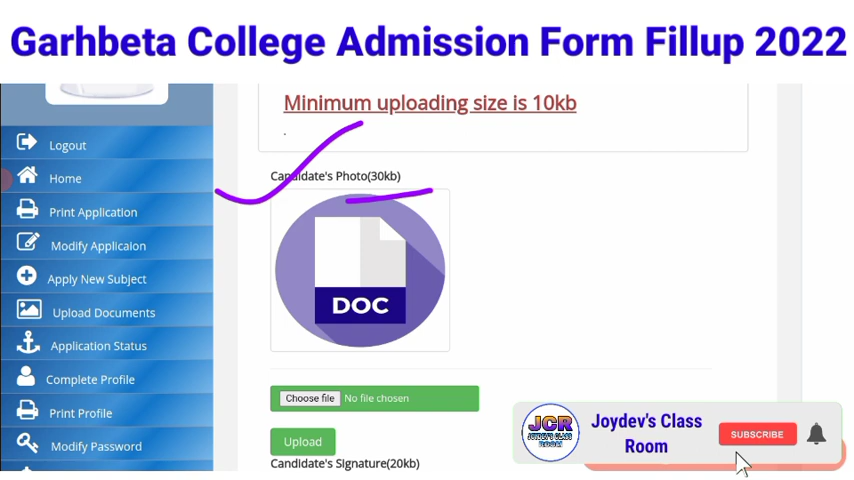 Garhbeta College Admission Form Fillup 2022
Minimum uploading size is 10kb
.
Logout
Home
Print Application
Modify Applicaion
Apply New Subject
Upload Documents
Application Status
Complete Profile
Print Profile
Modify Password
Candidate's Photo(30kb)
DOC
Choose file No file chosen
Upload
Candidate's SIgnature(20kb)
JCR
JOYDEV'S CLASS
Joydev's Class
Room
SUBSCRIBE